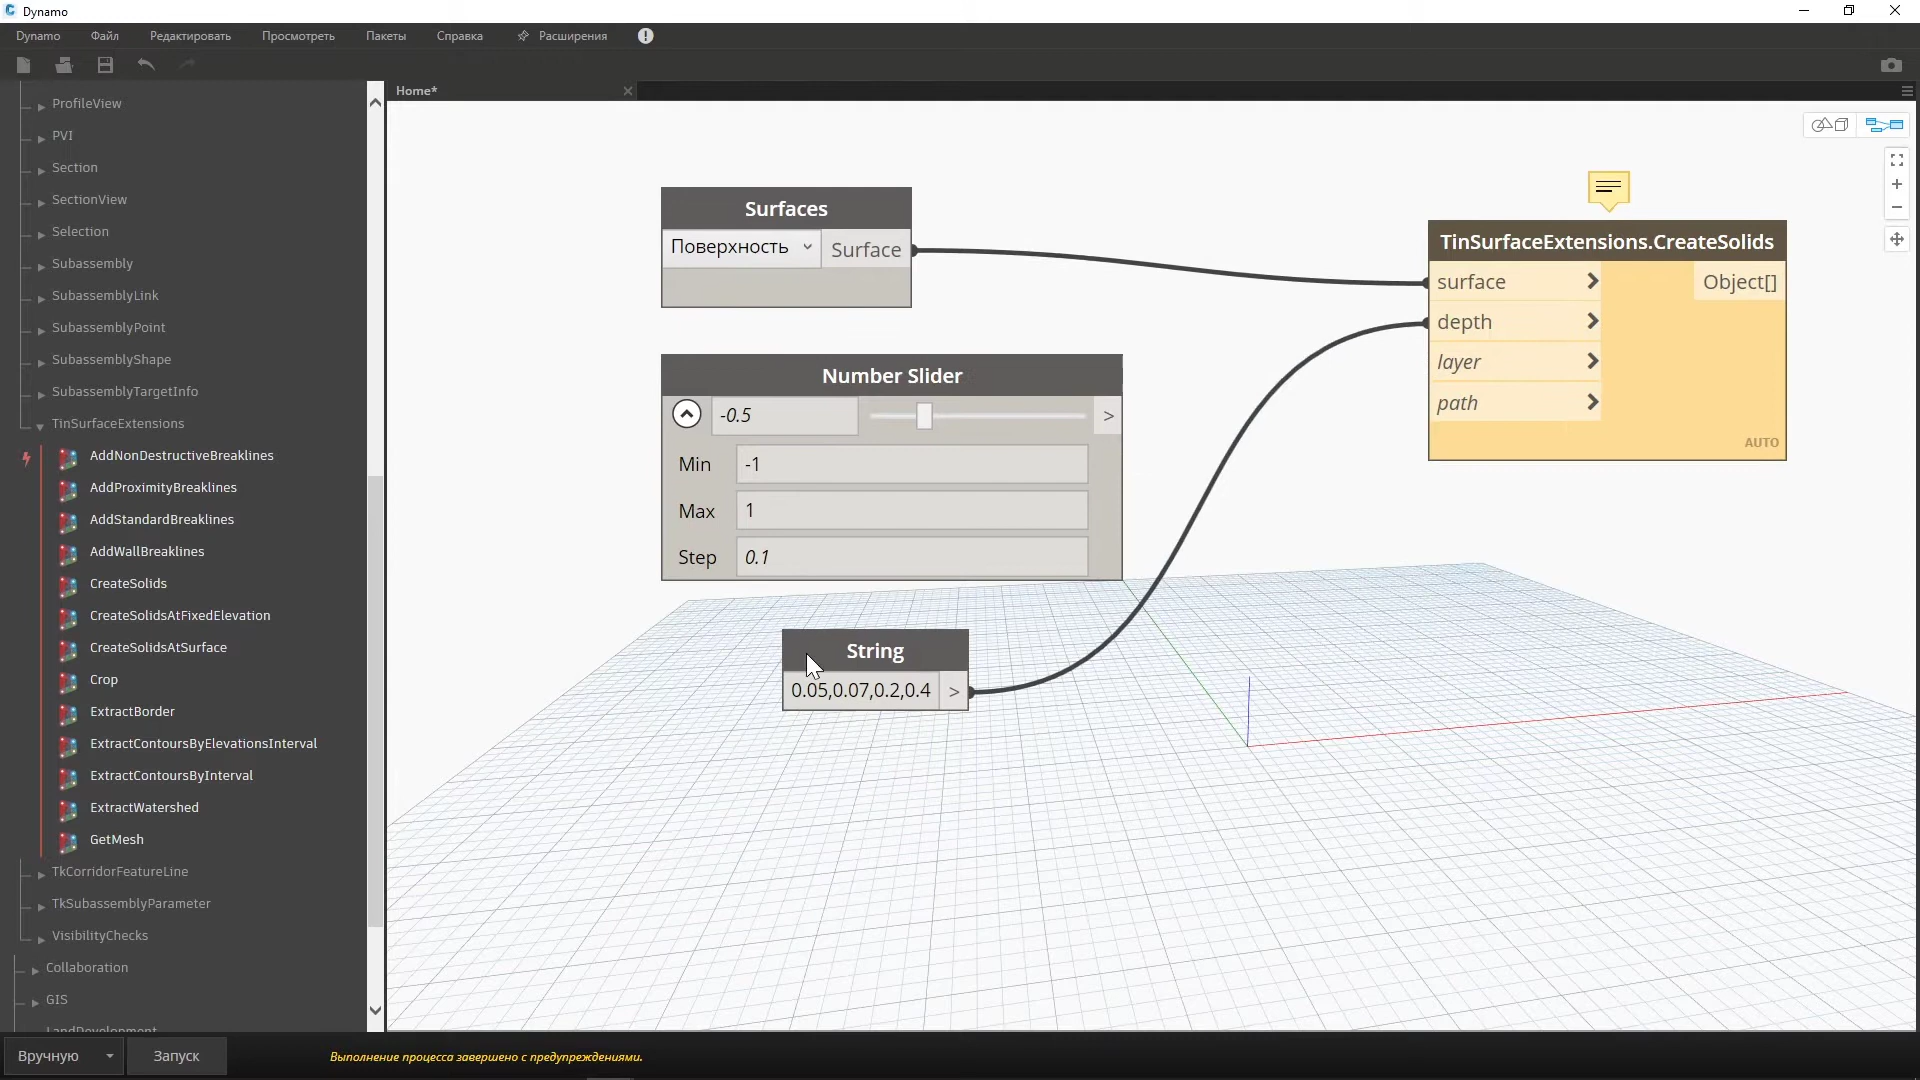 Dynamo
Dynamo Файл Редактировать Просмотреть Пакеты Справка Расширения
Home*
ProfileView
PVI
Section
SectionView
Selection
Subassembly
SubassemblyLink
SubassemblyPoint
SubassemblyShape
SubassemblyTargetInfo
TinSurfaceExtensions
AddNonDestructiveBreaklines
AddProximityBreaklines
AddStandardBreaklines
AddWallBreaklines
CreateSolids
CreateSolidsAtFixedElevation
CreateSolidsAtSurface
Crop
ExtractBorder
ExtractContoursByElevationsInterval
ExtractContoursByInterval
ExtractWatershed
GetMesh
TkCorridorFeatureLine
TkSubassemblyParameter
VisibilityChecks
Collaboration
GIS
LandDevelopment
Surfaces
Поверхность Surface
Number Slider
-0.5 >
Min -1
Max 1
Step 0.1
String
0.05,0.07,0.2,0.4 >
TinSurfaceExtensions.CreateSolids
surface Object[]
depth
layer
path
AUTO
Вручную Запуск Выполнение процесса завершено с предупреждениями.